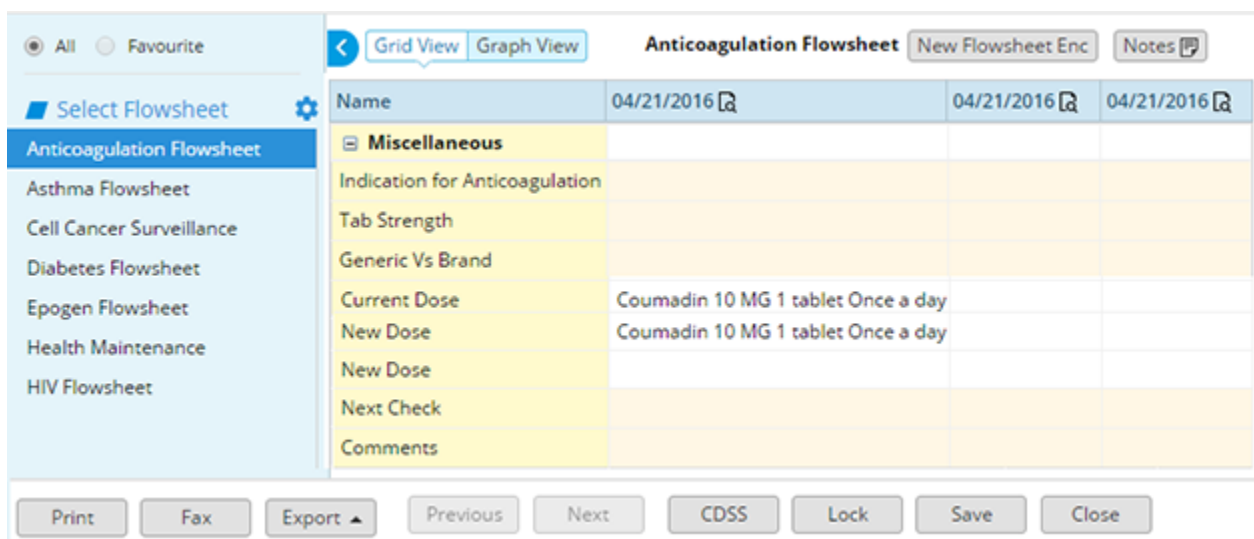 All Favourite
Grid View Graph View Anticoagulation Flowsheet New Flowsheet Enc Notes
Select Flowsheet
Anticoagulation Flowsheet
Asthma Flowsheet
Cell Cancer Surveillance
Diabetes Flowsheet
Epogen Flowsheet
Health Maintenance
HIV Flowsheet
Name 04/21/2016 04/21/2016 04/21/2016
Miscellaneous
Indication for Anticoagulation
Tab Strength
Generic Vs Brand
Current Dose Coumadin 10 MG 1 tablet Once a day
New Dose Coumadin 10 MG 1 tablet Once a day
New Dose
Next Check
Comments
Print Fax Export Previous Next CDSS Lock Save Close